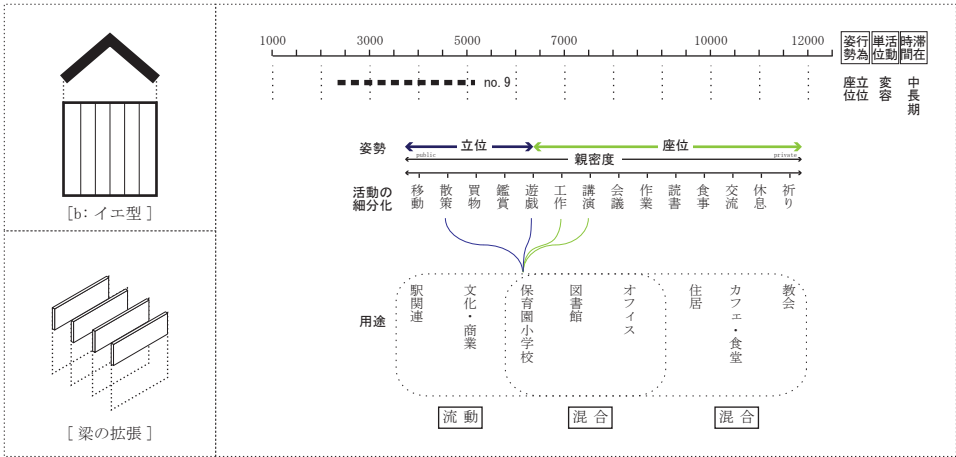 [b: イエ型 ]
[ 梁の拡張 ]
1000 3000 5000 7000 10000 12000
行為姿勢
活動単位
滞在時間
no. 9
立位座位
変容
中長期
姿勢 立位 座位
public 親密度 private
活動の細分化
移動
散策
買物
鑑賞
遊戯
工作
講演
会議
作業
読書
食事
交流
休息
祈り
用途
駅関連
文化・商業
保育園小学校
図書館
オフィス
住居
カフェ・食堂
教会
流 動 混 合 混 合